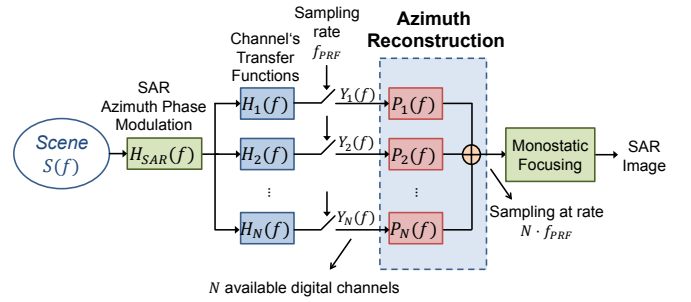 Azimuth
Reconstruction
Sampling
rate
f_PRF
Channel's
Transfer
Functions
SAR
Azimuth Phase
Modulation
Scene
S(f)
H_SAR(f)
H_1(f)
Y_1(f)
P_1(f)
H_2(f)
Y_2(f)
P_2(f)
...
...
...
H_N(f)
Y_N(f)
P_N(f)
Monostatic
Focusing
SAR
Image
Sampling at rate
N · f_PRF
N available digital channels